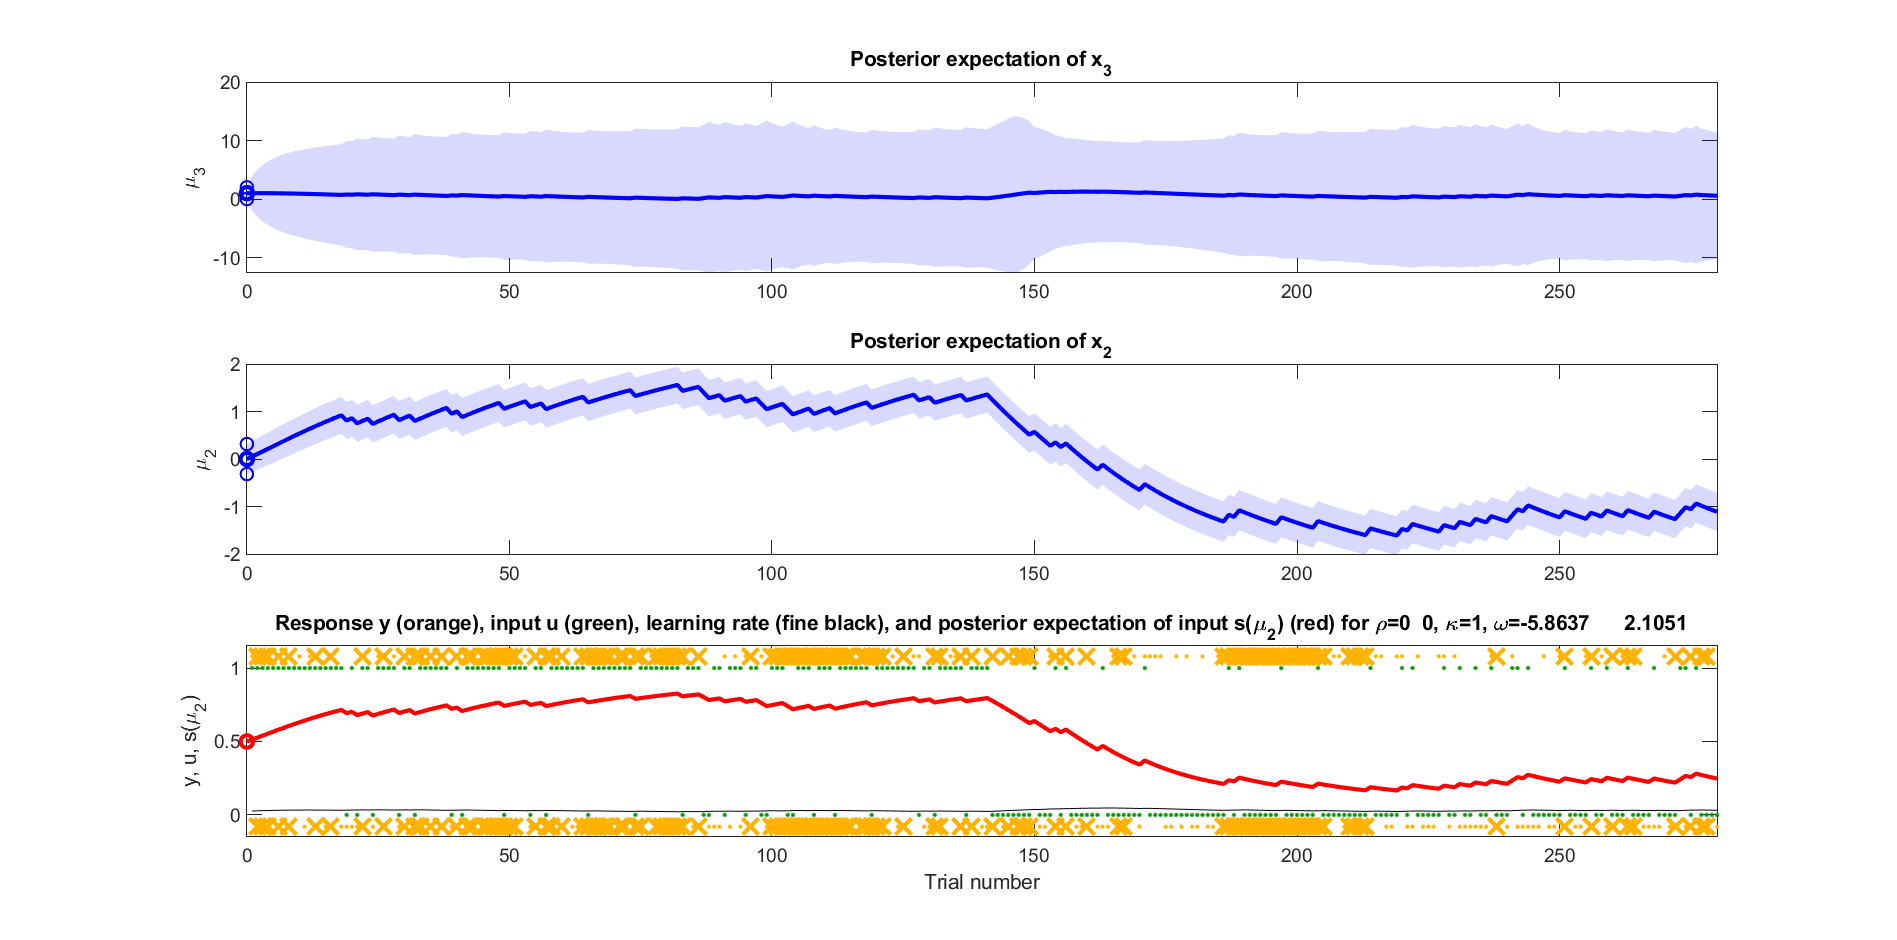 Posterior expectation of x3
20
10
0
-10
μ3
0 50 100 150 200 250
Posterior expectation of x2
2
1
0
-1
-2
μ2
0 50 100 150 200 250
Response y (orange), input u (green), learning rate (fine black), and posterior expectation of input s(μ2) (red) for ρ=0 0, κ=1, ω=-5.8637 2.1051
1
0.5
0
y, u, s(μ2)
0 50 100 150 200 250
Trial number